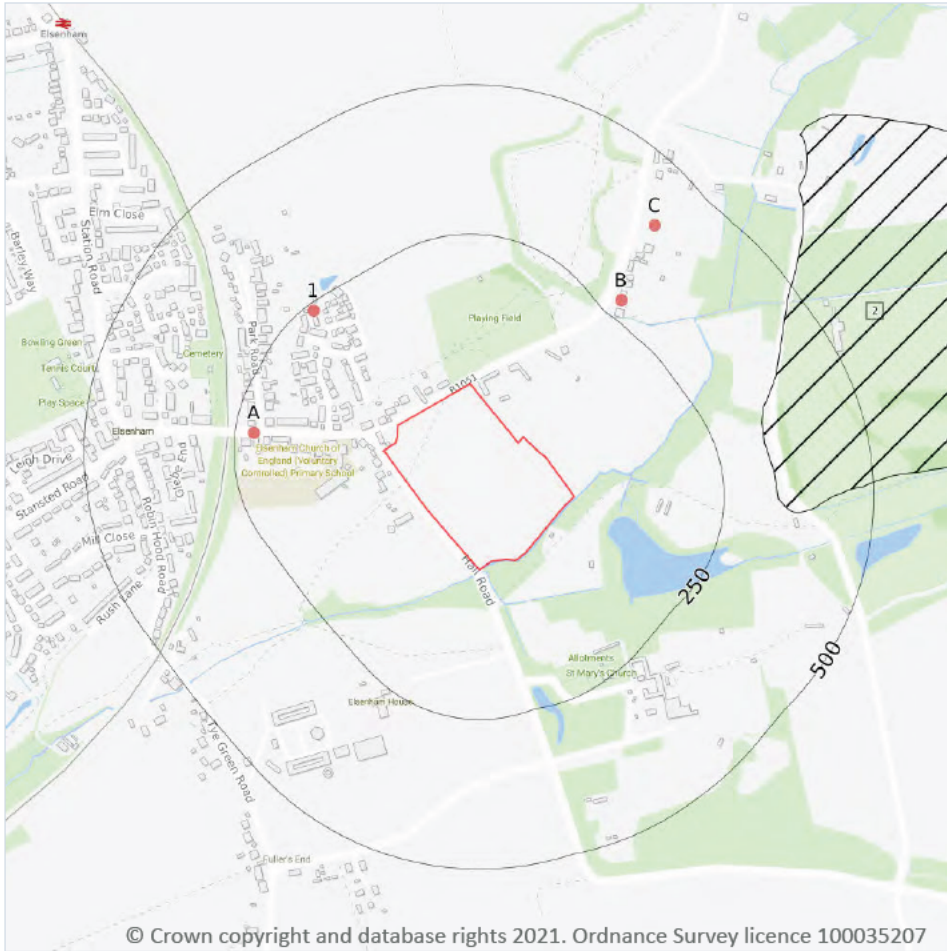 Elsenham
Elm Close
Station Road
Barley Way
C
B
2
1
Park Road
Playing Field
Bowling Green
Tennis Court
Cemetery
B1051
Play Space
A
Elsenham
Elsenham Church of
England (Voluntary
Controlled) Primary School
Leigh Drive
Stansted Road
Glebe End
Robin Hood Road
Mill Close
Rush Lane
Hall Road
250
500
Allotments
St Mary's Church
Elsenham House
Tye Green Road
Fuller's End
© Crown copyright and database rights 2021. Ordnance Survey licence 100035207